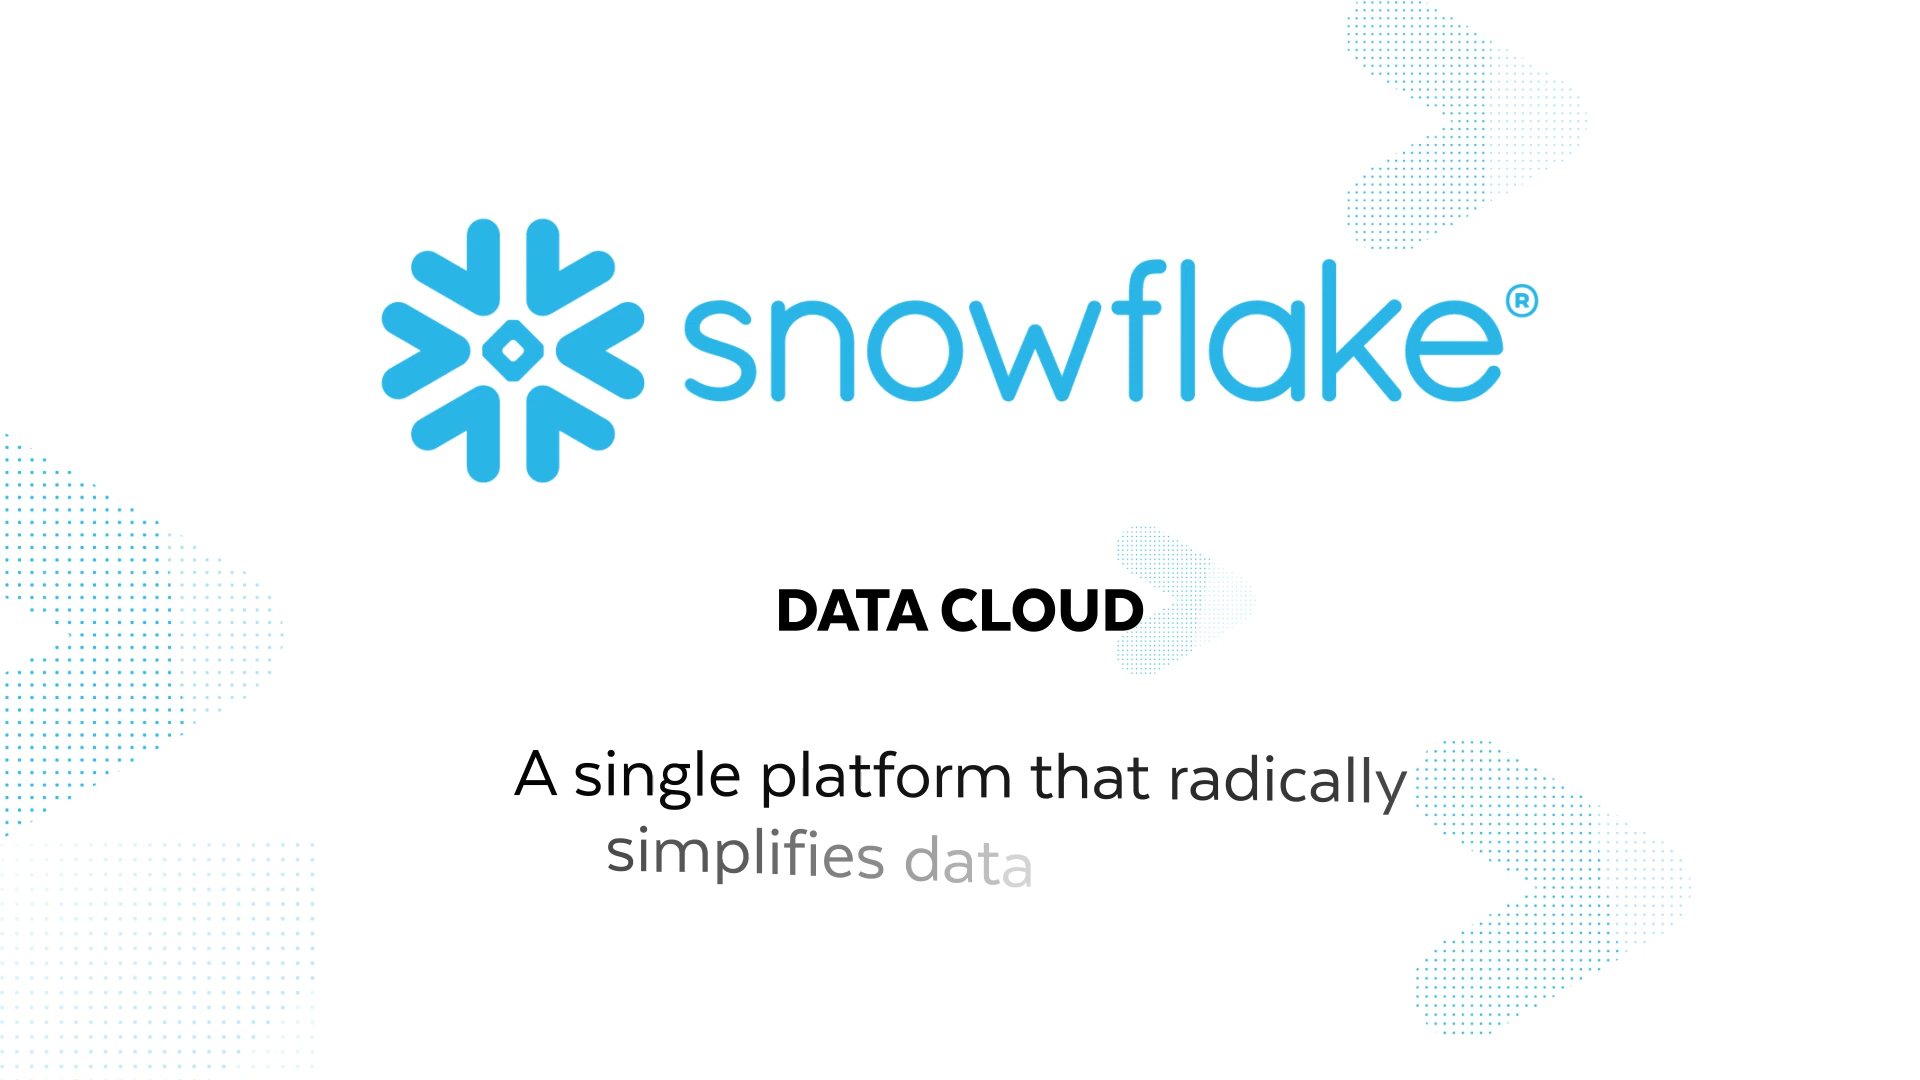 snowflake®
DATA CLOUD
A single platform that radically
simplifies data